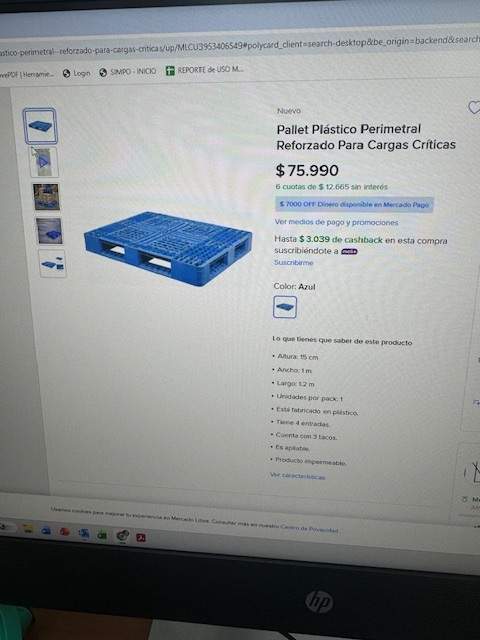 astico-perimetral--reforzado-para-cargas-criticas/up/MLCU3953406549#polycard_client=search-desktop&be_origin=backend&search
ovePDF | Herramie... Login SIMPO - INICIO REPORTE de USO M...
Nuevo
Pallet Plástico Perimetral
Reforzado Para Cargas Críticas
$ 75.990
6 cuotas de $ 12.665 sin interés
$ 7000 OFF Dinero disponible en Mercado Pago
Ver medios de pago y promociones
Hasta $ 3.039 de cashback en esta compra
suscribiéndote a meli+
Suscribirme
Color: Azul
Lo que tienes que saber de este producto
• Altura: 15 cm
• Ancho: 1 m
• Largo: 1.2 m
• Unidades por pack: 1
• Está fabricado en plástico.
• Tiene 4 entradas.
• Cuenta con 3 tacos.
• Es apilable.
• Producto impermeable.
Ver características
Usamos cookies para mejorar tu experiencia en Mercado Libre. Consultar más en nuestro Centro de Privacidad.
hp